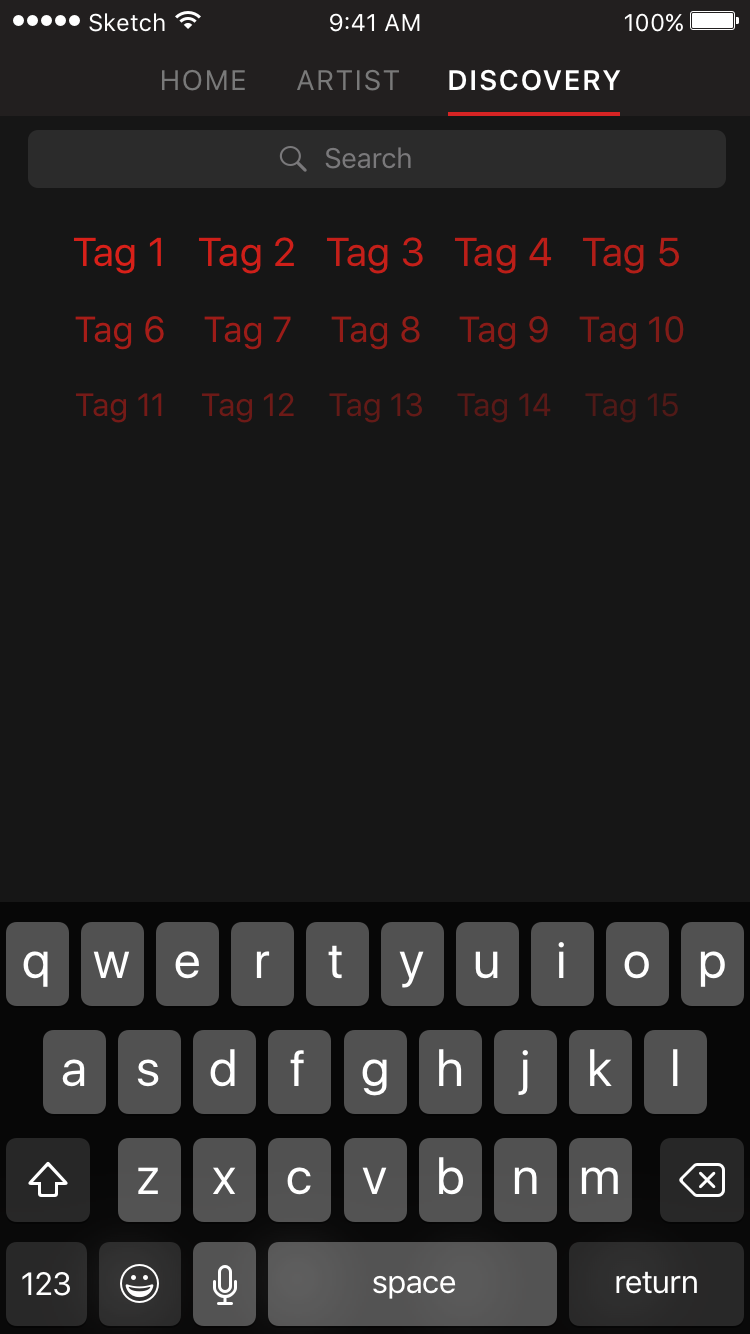 Sketch 9:41 AM 100%
HOME ARTIST DISCOVERY
Search
Tag 1 Tag 2 Tag 3 Tag 4 Tag 5
Tag 6 Tag 7 Tag 8 Tag 9 Tag 10
Tag 11 Tag 12 Tag 13 Tag 14 Tag 15
q w e r t y u i o p
a s d f g h j k l
z x c v b n m
123 space return